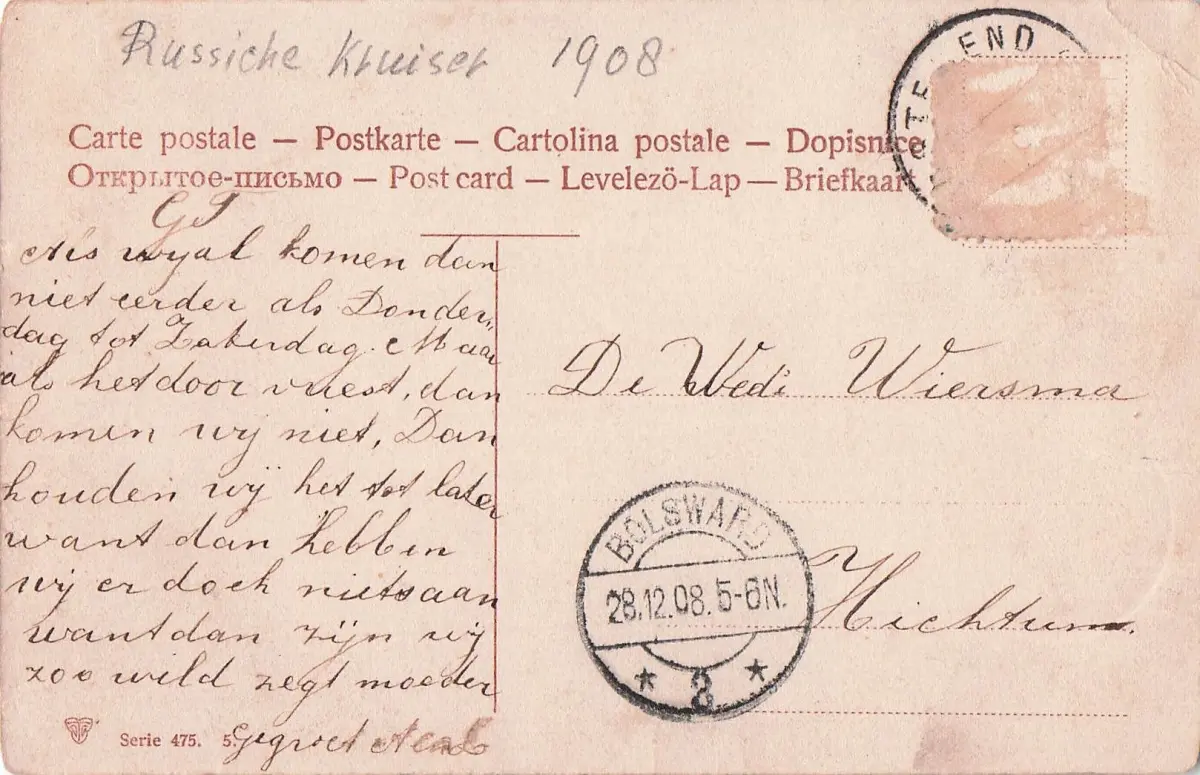 Russiche Kruiser 1908
Carte postale — Postkarte — Cartolina postale — Dopisnice
Открытое-письмо — Post card — Levelezö-Lap — Briefkaart
END
G T
Als wyal komen dan
niet eerder als Donder„
dag tot Zaterdag. Maar
als het door vriest, dan
komen wij niet, Dan
houden wij het tot later
want dan hebben
wij er doch niets aan
want dan zijn wij
zoo wild zegt moeder
Gegroet
De Wedi Wiersma
Hichtum.
BOLSWARD
28.12.08. 5-6N.
* 3 *
Serie 475. 5.